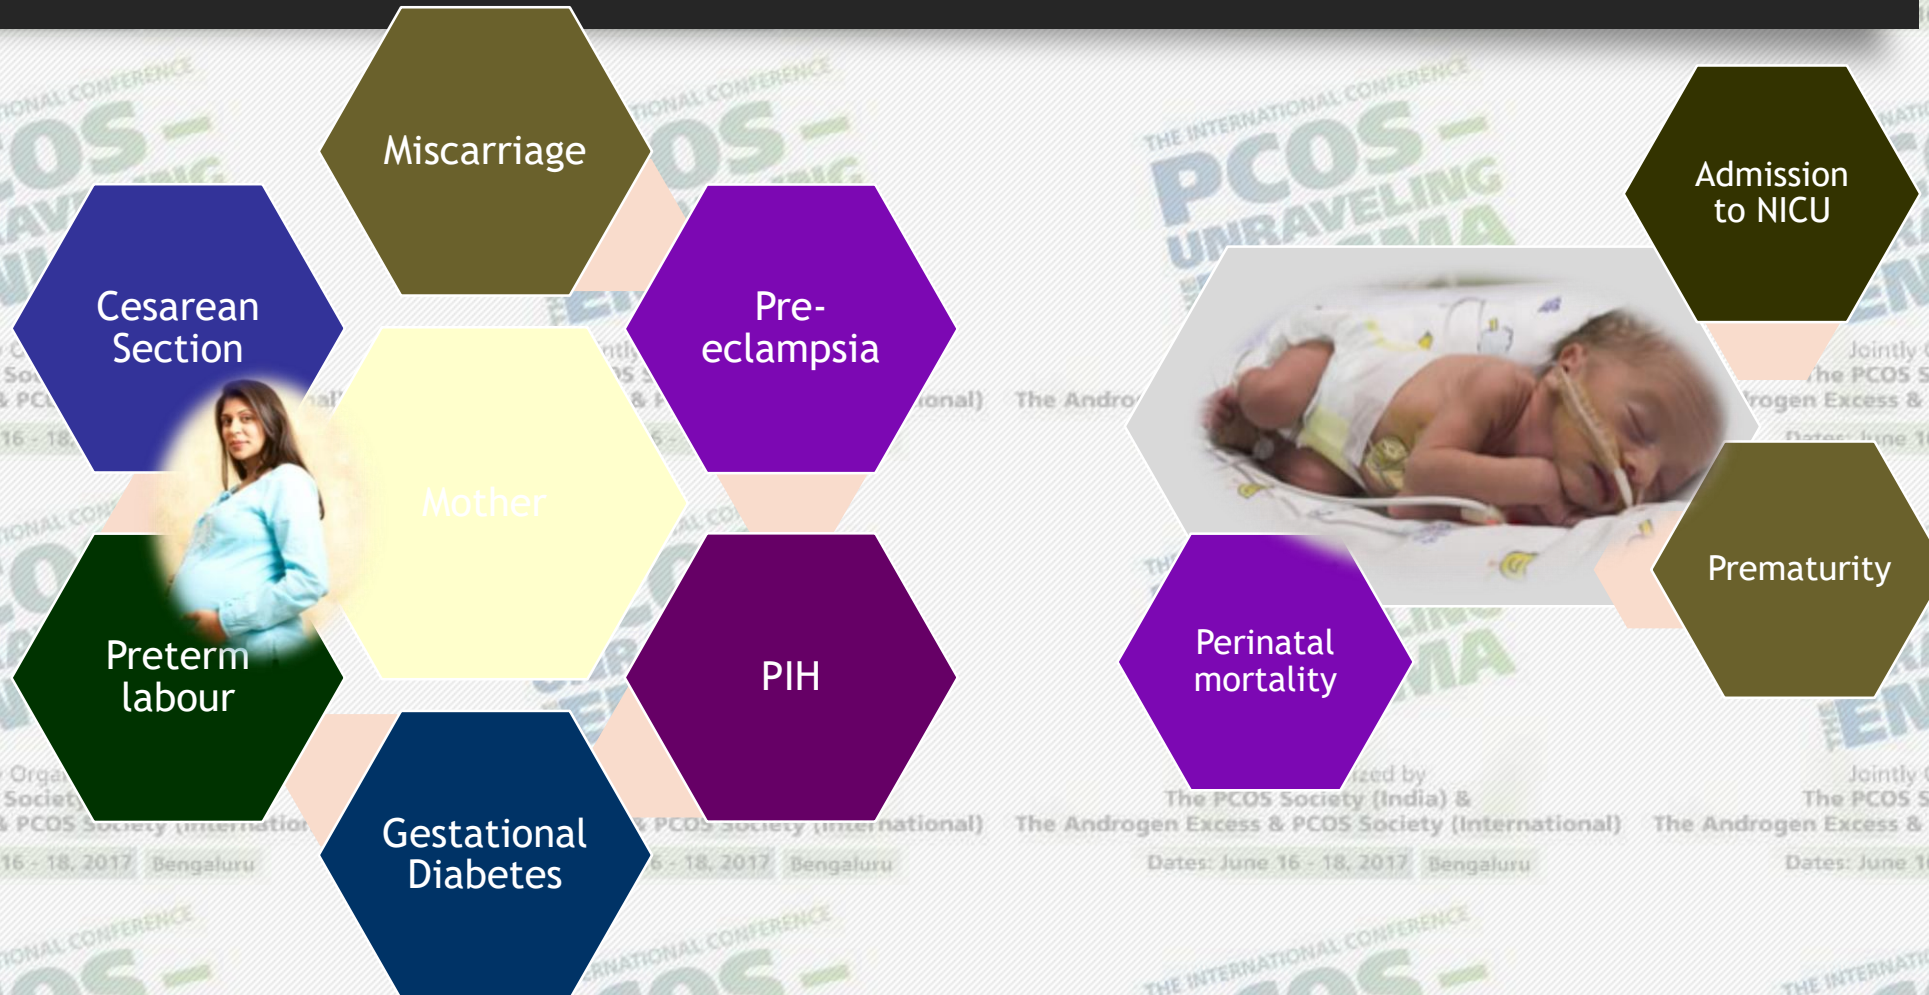 Miscarriage
Cesarean
Section
Pre-
eclampsia
Mother
Preterm
labour
PIH
Gestational
Diabetes
Admission
to NICU
Prematurity
Perinatal
mortality
THE INTERNATIONAL CONFERENCE
PCOS –
UNRAVELING
The PCOS Society (India) &
The Androgen Excess & PCOS Society (International)
Dates: June 16 - 18, 2017 Bengaluru